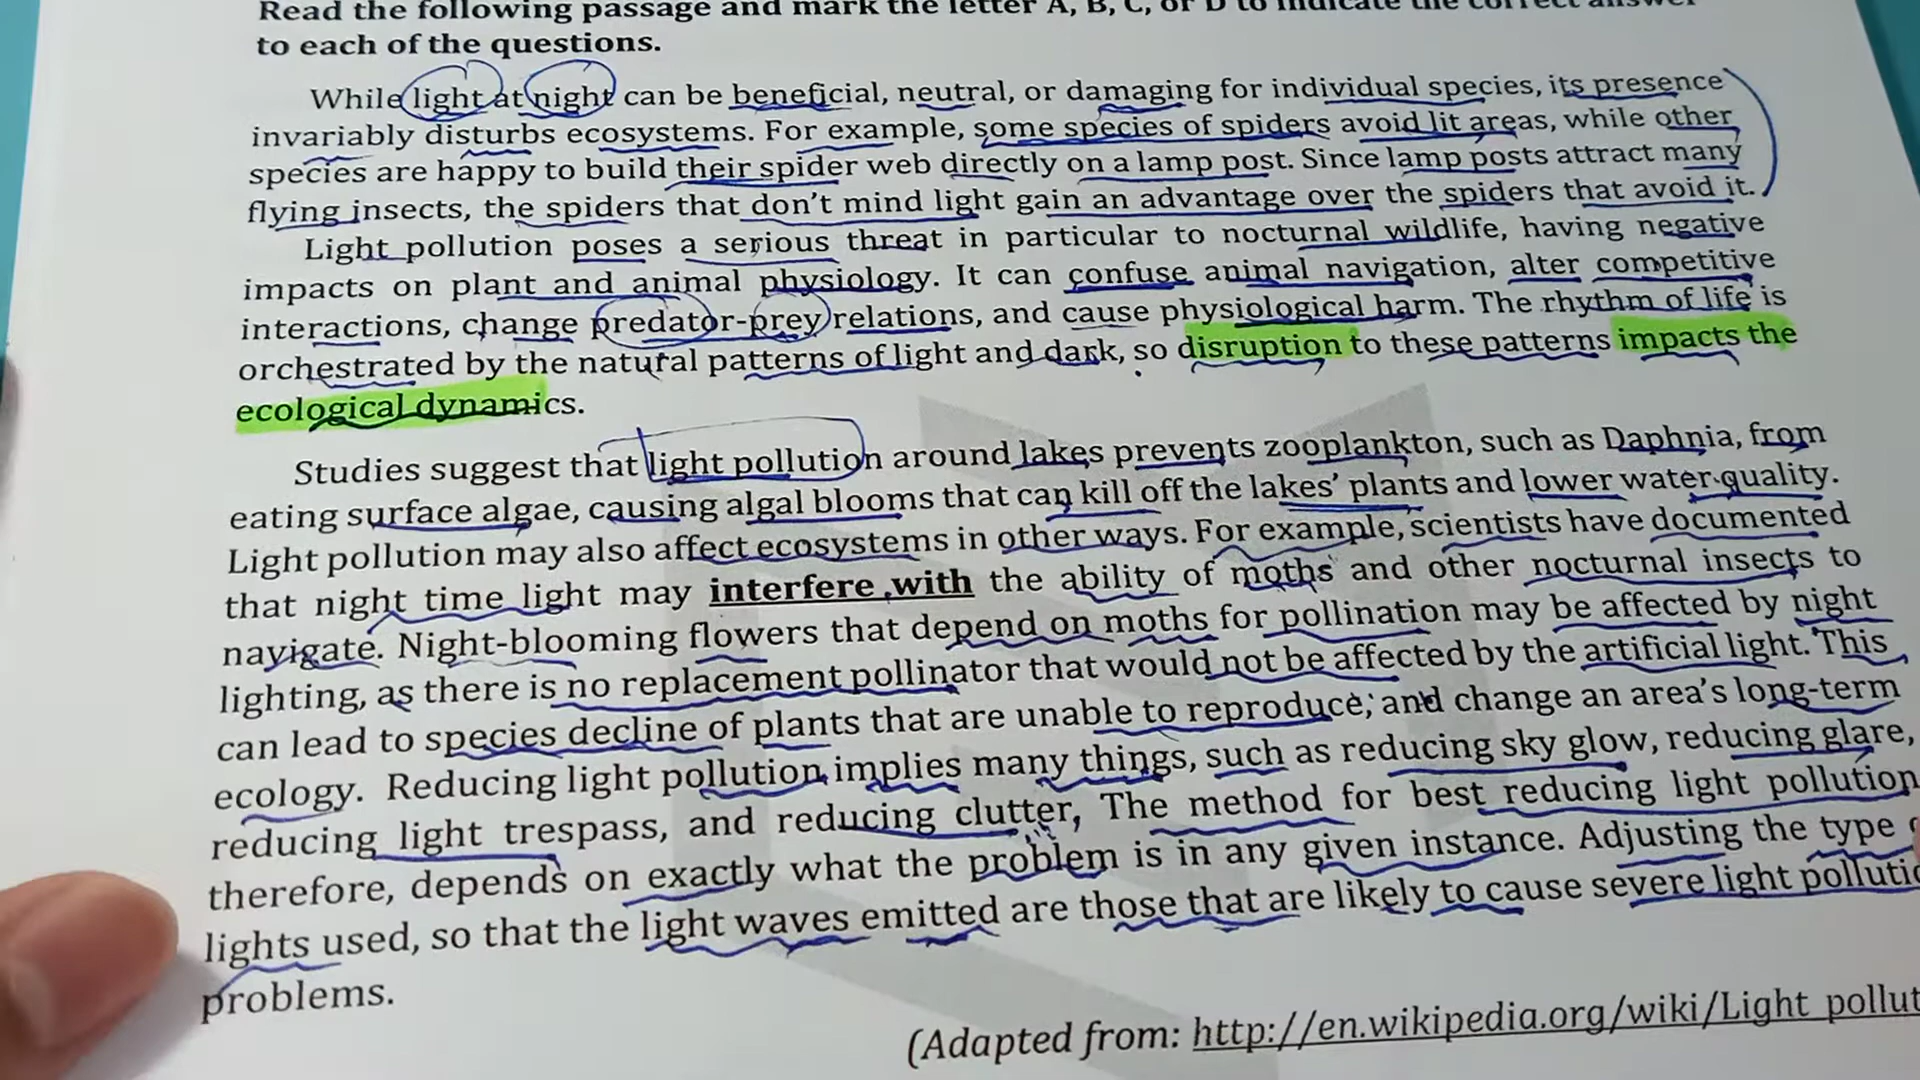 Read the following passage and mark the letter A, B, C, or D to indicate the correct answer
to each of the questions.
While light at night can be beneficial, neutral, or damaging for individual species, its presence
invariably disturbs ecosystems. For example, some species of spiders avoid lit areas, while other
species are happy to build their spider web directly on a lamp post. Since lamp posts attract many
flying insects, the spiders that don't mind light gain an advantage over the spiders that avoid it.
Light pollution poses a serious threat in particular to nocturnal wildlife, having negative
impacts on plant and animal physiology. It can confuse animal navigation, alter competitive
interactions, change predator-prey relations, and cause physiological harm. The rhythm of life is
orchestrated by the natural patterns of light and dark, so disruption to these patterns impacts the
ecological dynamics.
Studies suggest that light pollution around lakes prevents zooplankton, such as Daphnia, from
eating surface algae, causing algal blooms that can kill off the lakes' plants and lower water quality.
Light pollution may also affect ecosystems in other ways. For example, scientists have documented
that night time light may interfere with the ability of moths and other nocturnal insects to
navigate. Night-blooming flowers that depend on moths for pollination may be affected by night
lighting, as there is no replacement pollinator that would not be affected by the artificial light. This
can lead to species decline of plants that are unable to reproduce, and change an area's long-term
ecology. Reducing light pollution implies many things, such as reducing sky glow, reducing glare,
reducing light trespass, and reducing clutter, The method for best reducing light pollution
therefore, depends on exactly what the problem is in any given instance. Adjusting the type
lights used, so that the light waves emitted are those that are likely to cause severe light pollutio
problems.
(Adapted from: http://en.wikipedia.org/wiki/Light pollut